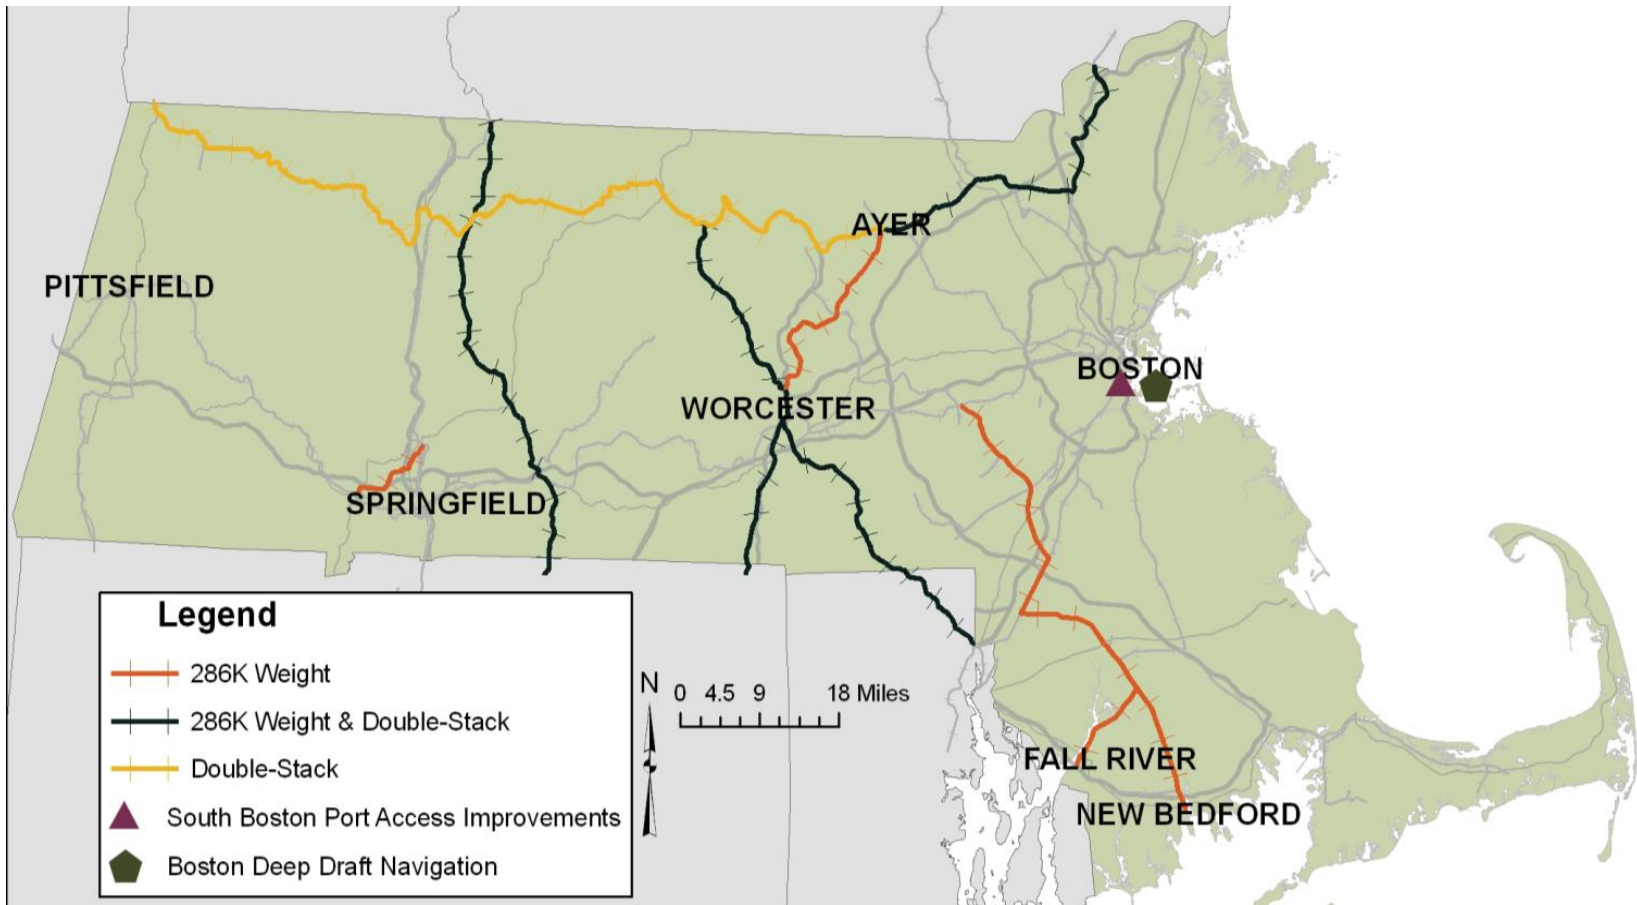 AYER
PITTSFIELD
BOSTON
WORCESTER
SPRINGFIELD
Legend
286K Weight
286K Weight & Double-Stack
Double-Stack
South Boston Port Access Improvements
Boston Deep Draft Navigation
N
0 4.5 9 18 Miles
FALL RIVER
NEW BEDFORD